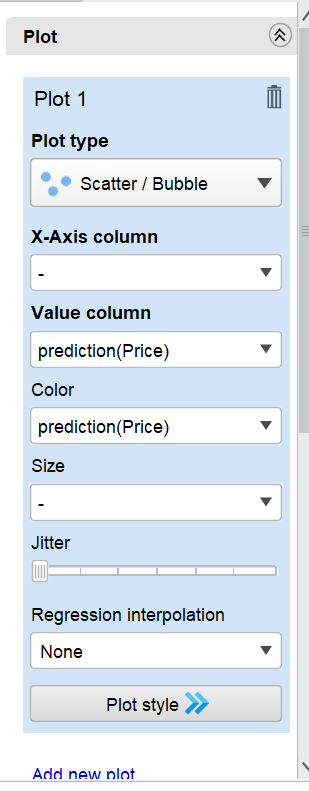 Plot
Plot 1
Plot type
Scatter / Bubble
X-Axis column
-
Value column
prediction(Price)
Color
prediction(Price)
Size
-
Jitter
Regression interpolation
None
Plot style
Add new plot